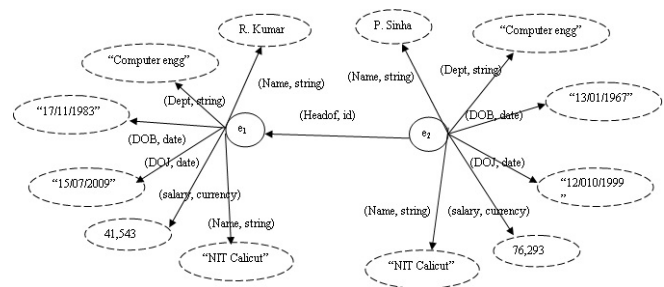 R. Kumar
P. Sinha
“Computer engg”
“Computer engg”
(Name, string)
(Name, string)
(Dept, string)
(Dept, string)
“17/11/1983”
“13/01/1967”
(Headof, id)
(DOB, date)
e1
e2
(DOB, date)
(DOJ, date)
(DOJ, date)
“15/07/2009”
“12/010/1999
”
(salary, currency)
(Name, string)
(salary, currency)
41,543
(Name, string)
76,293
“NIT Calicut”
“NIT Calicut”